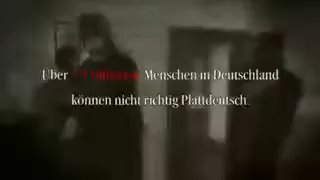 Über Menschen in Deutschland
können nicht richtig Plattdeutsch.